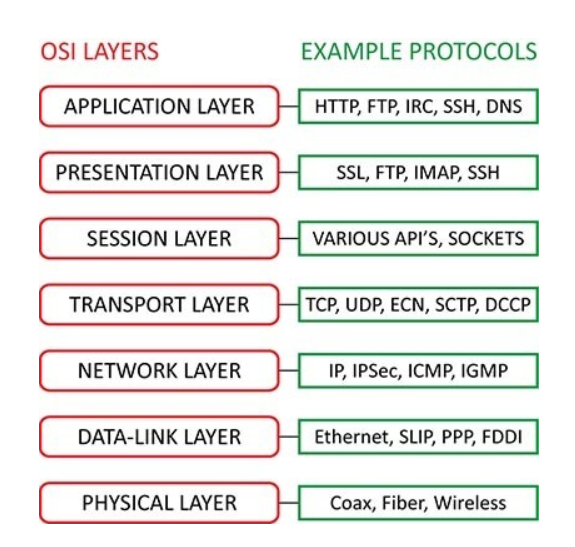 OSI LAYERS EXAMPLE PROTOCOLS
APPLICATION LAYER HTTP, FTP, IRC, SSH, DNS
PRESENTATION LAYER SSL, FTP, IMAP, SSH
SESSION LAYER VARIOUS API'S, SOCKETS
TRANSPORT LAYER TCP, UDP, ECN, SCTP, DCCP
NETWORK LAYER IP, IPSec, ICMP, IGMP
DATA-LINK LAYER Ethernet, SLIP, PPP, FDDI
PHYSICAL LAYER Coax, Fiber, Wireless